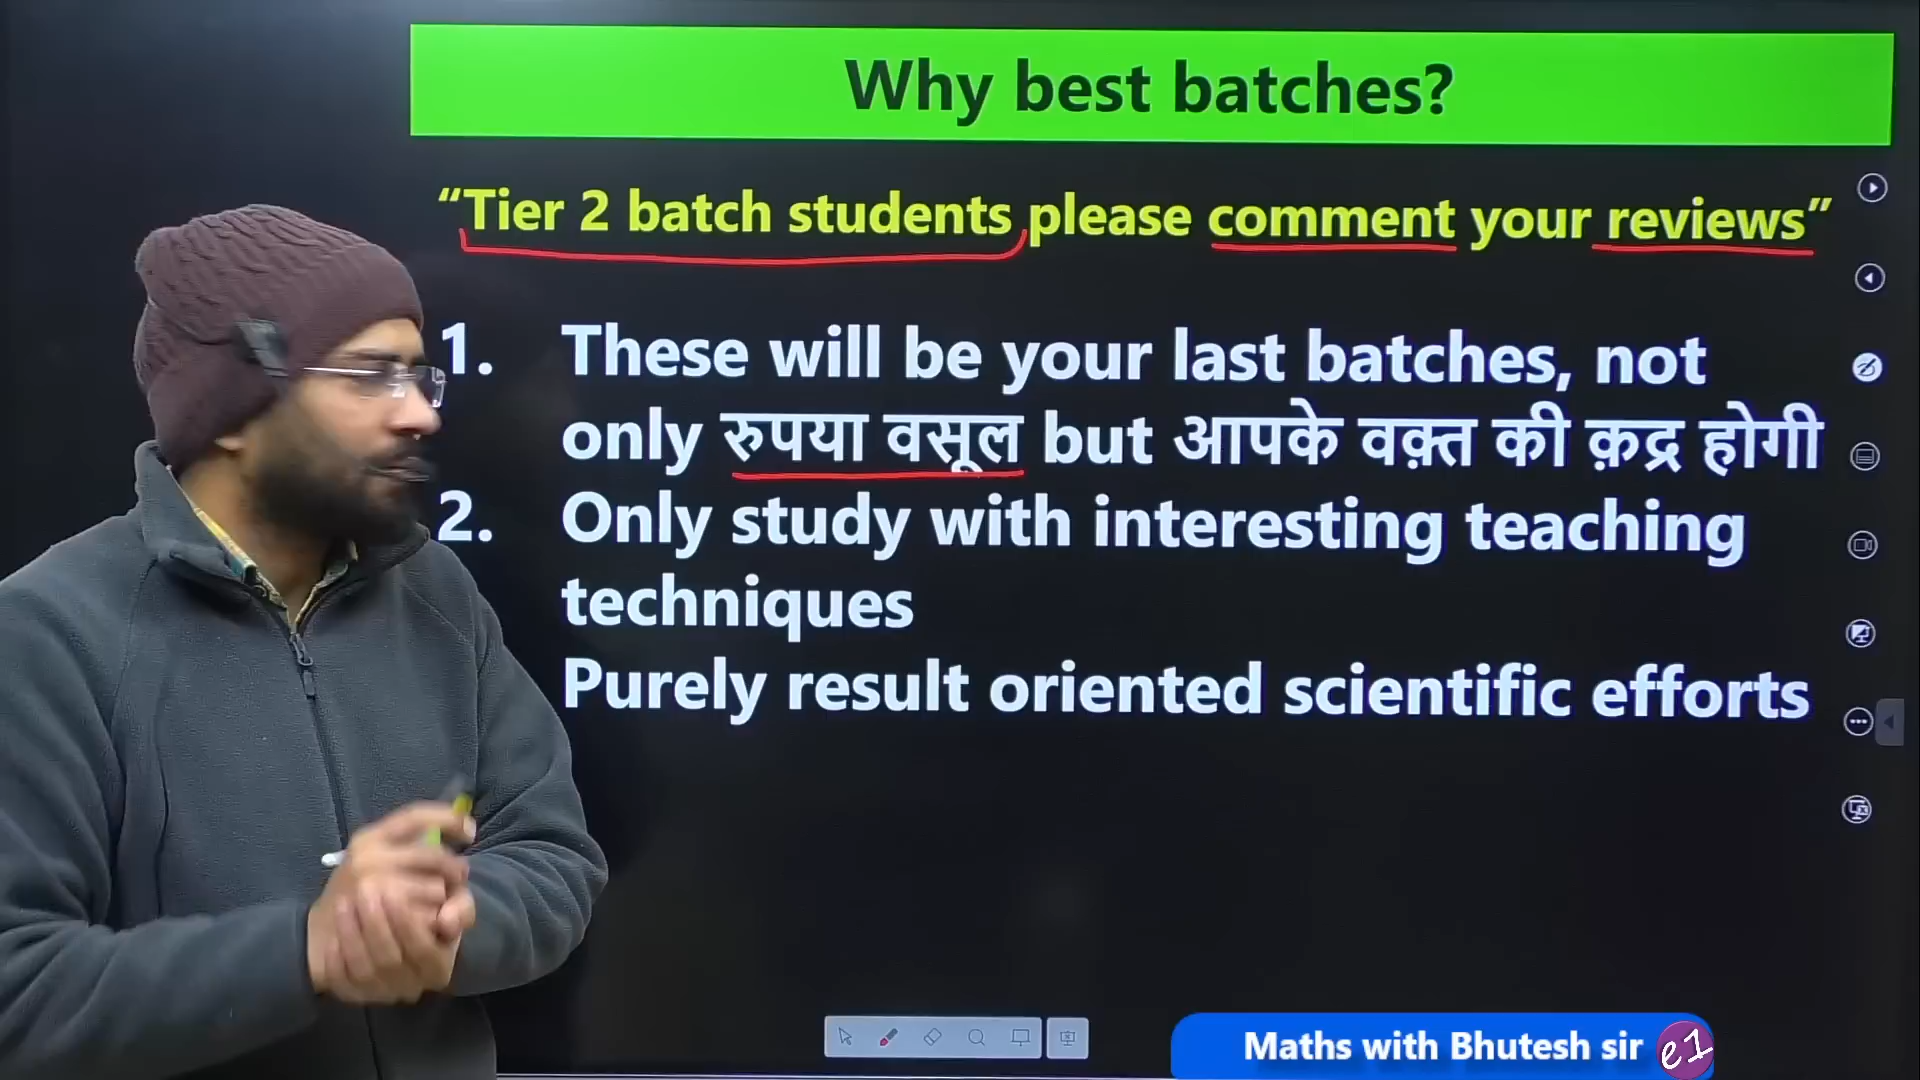 Why best batches?
“Tier 2 batch students please comment your reviews”
1. These will be your last batches, not
only रुपया वसूल but आपके वक़्त की क़द्र होगी
2. Only study with interesting teaching
techniques
Purely result oriented scientific efforts
Maths with Bhutesh sir e1